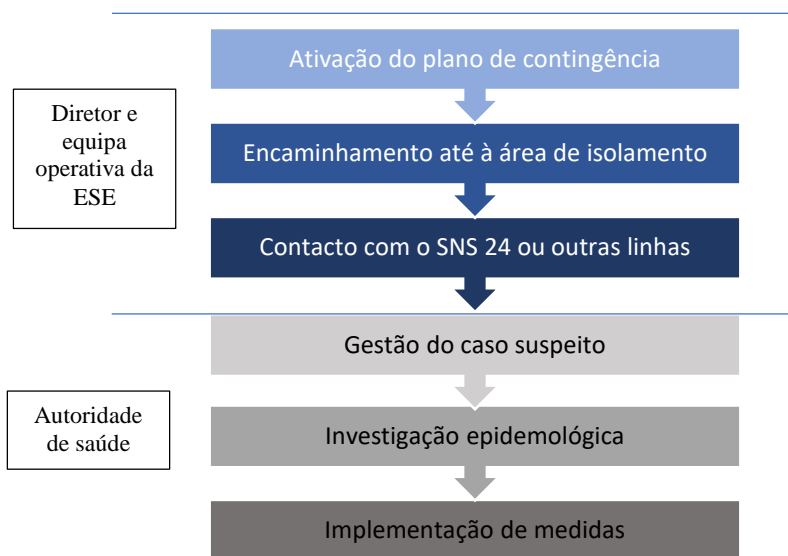 Ativação do plano de contingência
Diretor e
equipa
operativa da
ESE
Encaminhamento até à área de isolamento
Contacto com o SNS 24 ou outras linhas
Gestão do caso suspeito
Autoridade
de saúde
Investigação epidemológica
Implementação de medidas